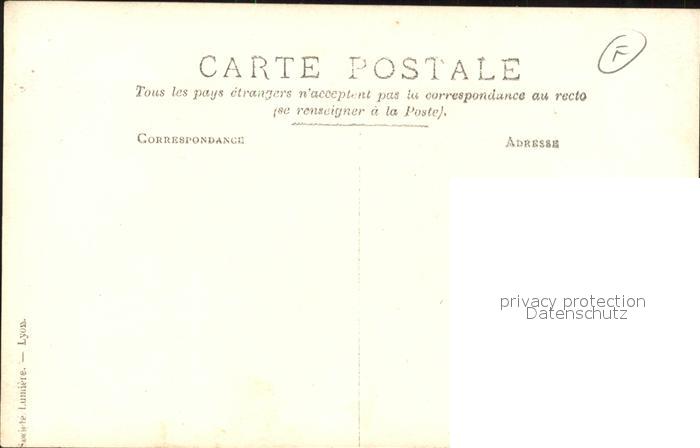 CARTE POSTALE
F
Tous les pays étrangers n'acceptent pas la correspondance au recto
(se renseigner à la Poste).
CORRESPONDANCE
ADRESSE
privacy protection
Datenschutz
Société Lumière. — Lyon.